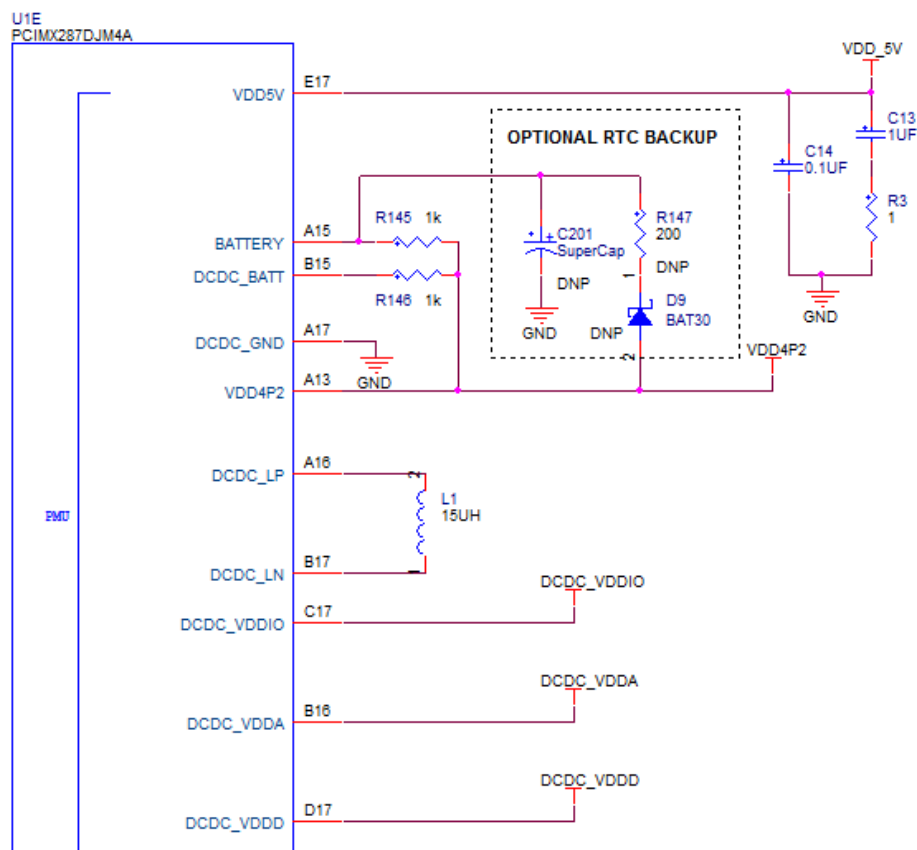 U1E
PCIMX287DJM4A
VDD_5V
VDD5V
E17
C13
1UF
OPTIONAL RTC BACKUP
C14
0.1UF
R3
1
R145 1k
R147
200
BATTERY
A15
C201
SuperCap
DCDC_BATT
B15
DNP
1
DNP
R146 1k
D9
BAT30
GND
GND
DNP
DCDC_GND
A17
2
VDD4P2
GND
VDD4P2
A13
DCDC_LP
A16
2
L1
15UH
PMU
DCDC_LN
B17
1
DCDC_VDDIO
DCDC_VDDIO
C17
DCDC_VDDA
DCDC_VDDA
B16
DCDC_VDDD
DCDC_VDDD
D17